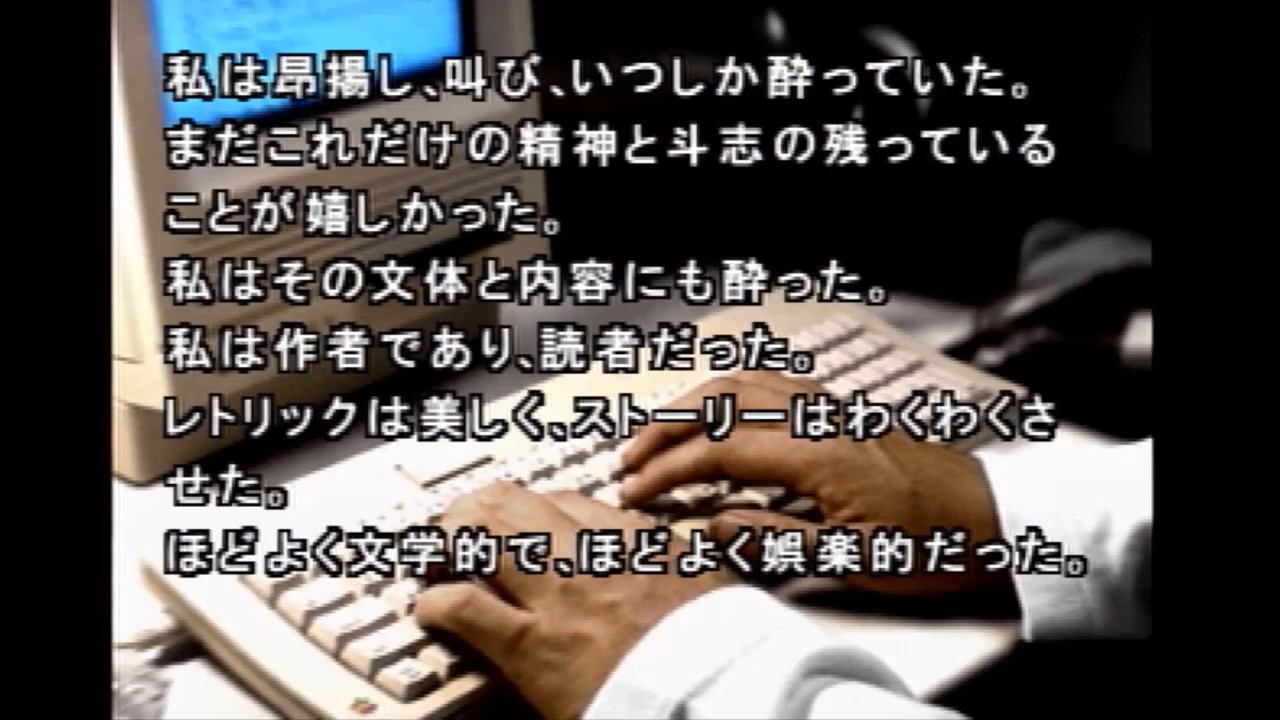 私は昂揚し、叫び、いつしか酔っていた。
まだこれだけの精神と斗志の残っている
ことが嬉しかった。
私はその文体と内容にも酔った。
私は作者であり、読者だった。
レトリックは美しく、ストーリーはわくわくさ
せた。
ほどよく文学的で、ほどよく娯楽的だった。